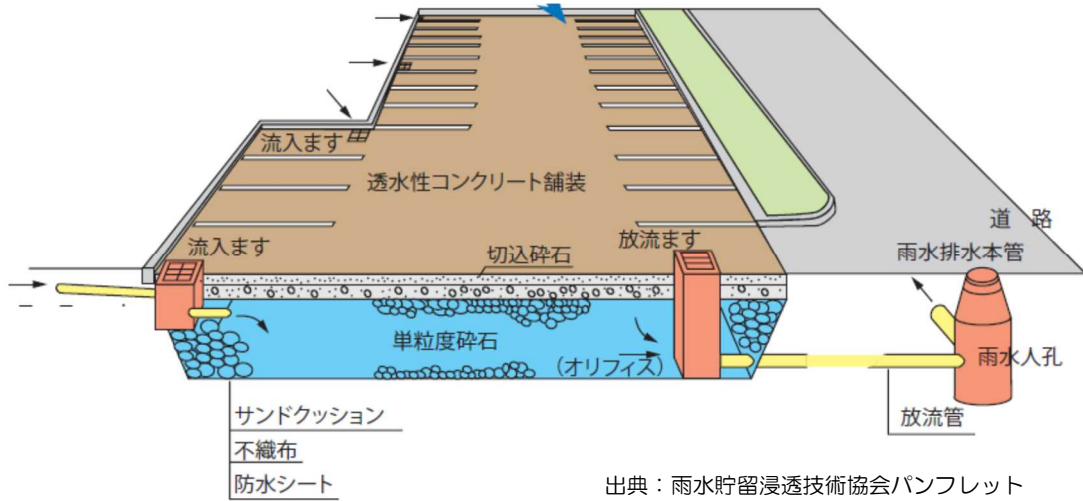 流入ます
透水性コンクリート舗装
道 路
流入ます
放流ます
切込砕石
雨水排水本管
単粒度砕石
(オリフィス)
雨水人孔
サンドクッション
放流管
不織布
防水シート
出典：雨水貯留浸透技術協会パンフレット